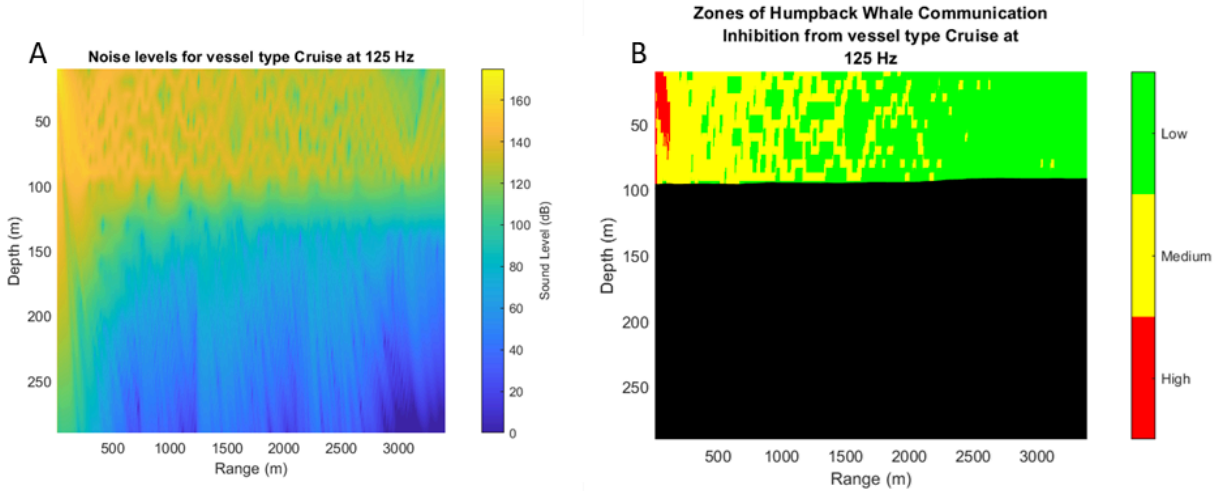 A
Noise levels for vessel type Cruise at 125 Hz
50
100
150
200
250
Depth (m)
500 1000 1500 2000 2500 3000
Range (m)
160
140
120
100
80
60
40
20
0
Sound Level (dB)
B
Zones of Humpback Whale Communication
Inhibition from vessel type Cruise at
125 Hz
50
100
150
200
250
Depth (m)
500 1000 1500 2000 2500 3000
Range (m)
Low
Medium
High